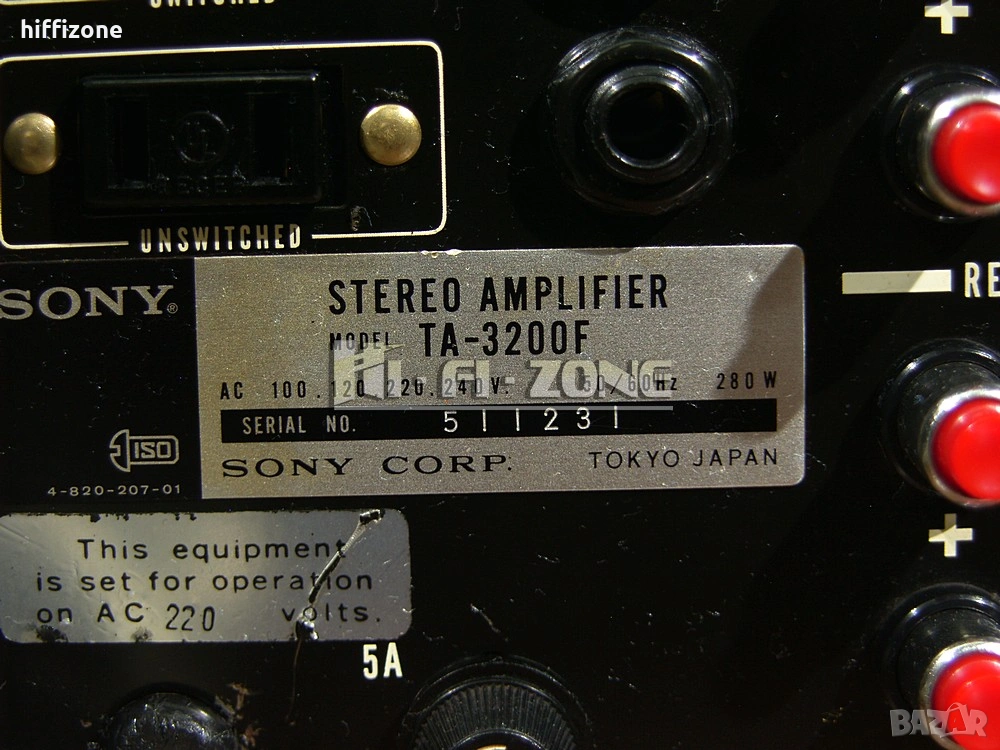 UNSWITCHED
hiffizone
UNSWITCHED
SONY®
STEREO AMPLIFIER
MODEL TA-3200F
HI-FI-ZONE
AC 100.120.220.240V. 50/60Hz 280W
SERIAL NO. 511231
SONY CORP. TOKYO JAPAN
ISO
4-820-207-01
RE
+
This equipment
is set for operation
on AC 220 volts.
+
5A
BAZAR